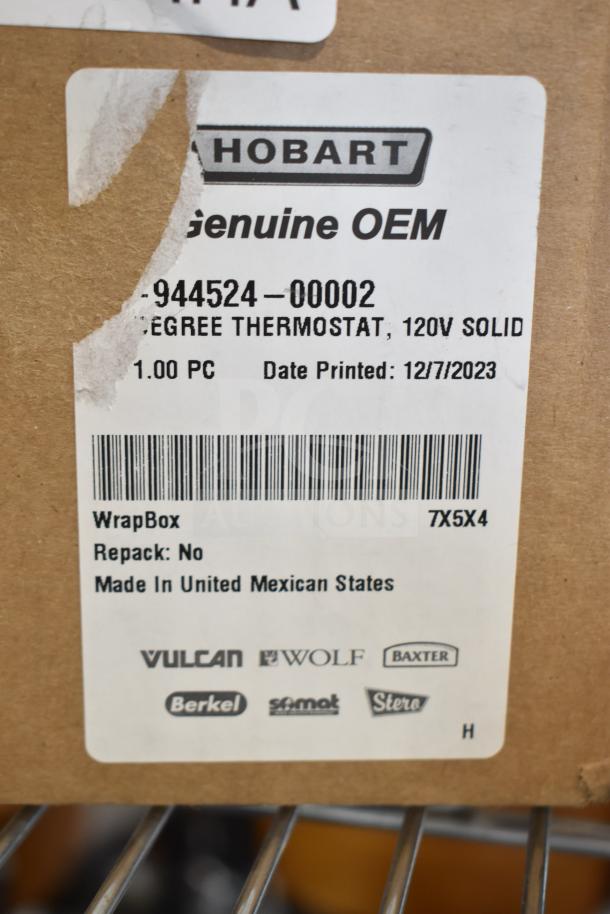 HOBART
Genuine OEM
-944524-00002
EGREE THERMOSTAT, 120V SOLID
1.00 PC Date Printed: 12/7/2023
WrapBox 7X5X4
Repack: No
Made In United Mexican States
VULCAN WOLF BAXTER
Berkel somat Stero
H